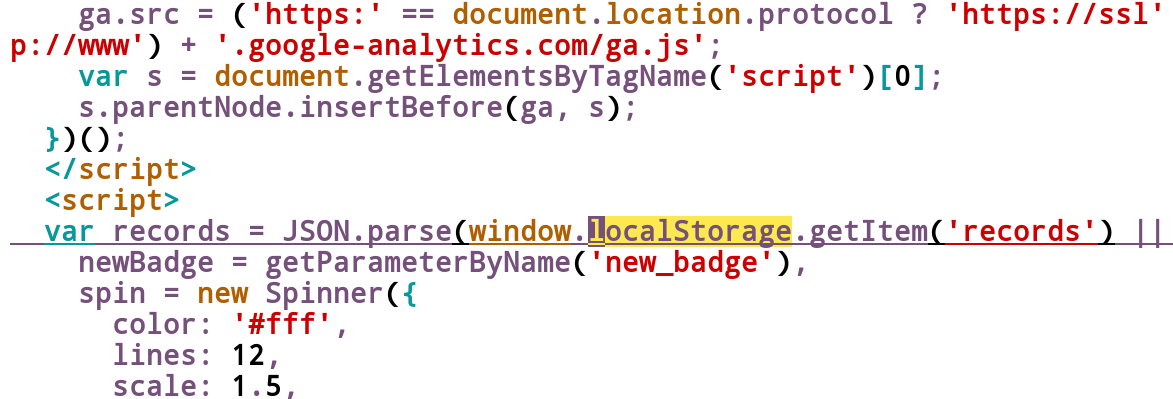 ga.src = ('https:' == document.location.protocol ? 'https://ssl'
p://www') + '.google-analytics.com/ga.js';
    var s = document.getElementsByTagName('script')[0];
    s.parentNode.insertBefore(ga, s);
  })();
  </script>
  <script>
  var records = JSON.parse(window.localStorage.getItem('records') ||
    newBadge = getParameterByName('new_badge'),
    spin = new Spinner({
      color: '#fff',
      lines: 12,
      scale: 1.5,